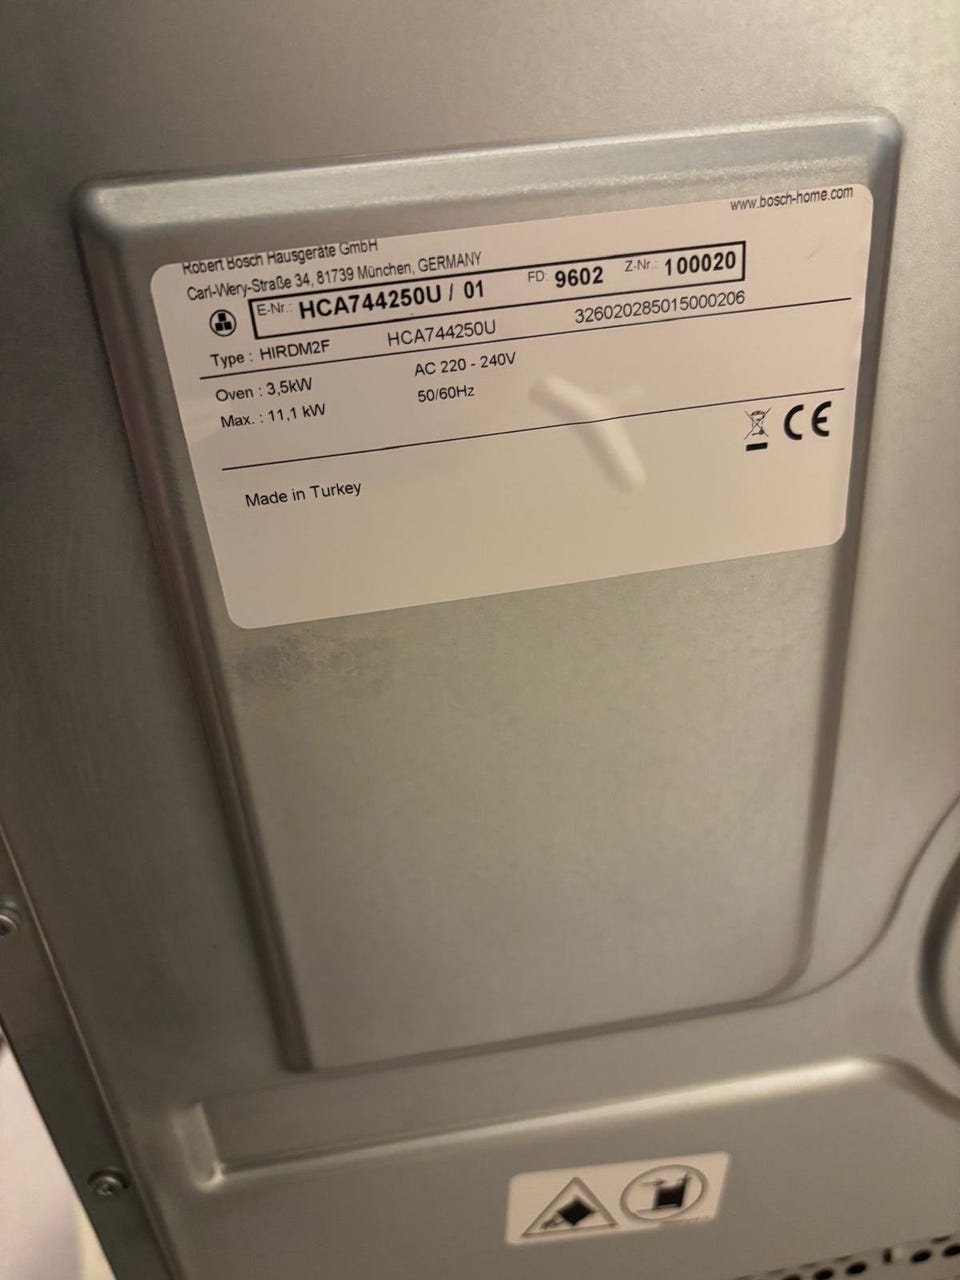 www.bosch-home.com
Robert Bosch Hausgeräte GmbH
Carl-Wery-Straße 34, 81739 München, GERMANY
E-Nr.: HCA744250U / 01 FD: 9602 Z-Nr.: 100020
Type : HIRDM2F HCA744250U 326020285015000206
Oven : 3,5kW AC 220 - 240V
Max. : 11,1 kW 50/60Hz
CE
Made in Turkey